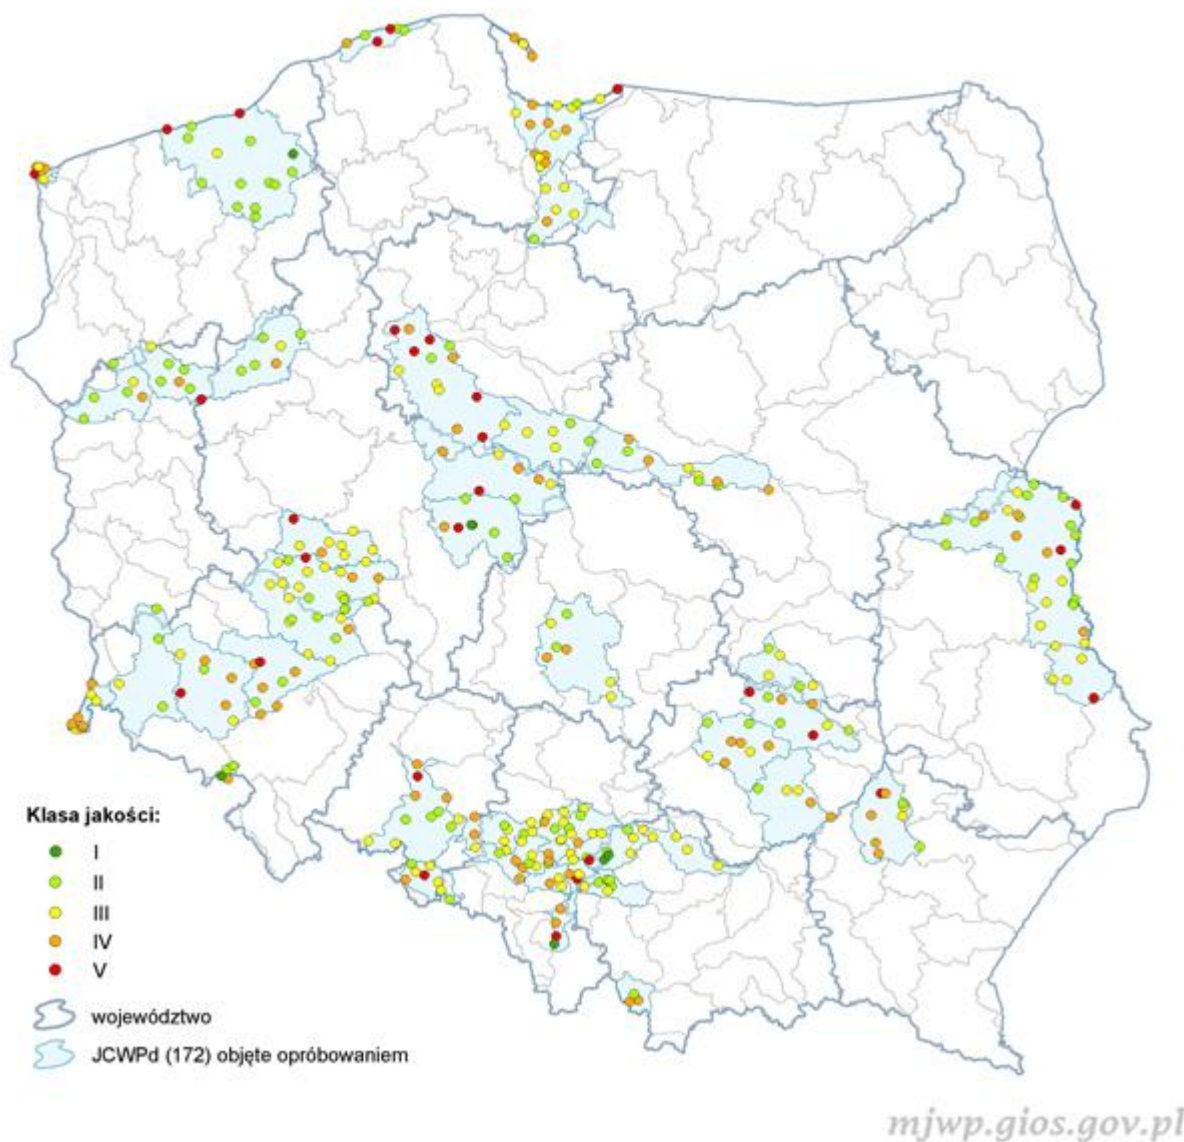 Klasa jakości:
I
II
III
IV
V
województwo
JCWPd (172) objęte opróbowaniem
mjwp.gios.gov.pl